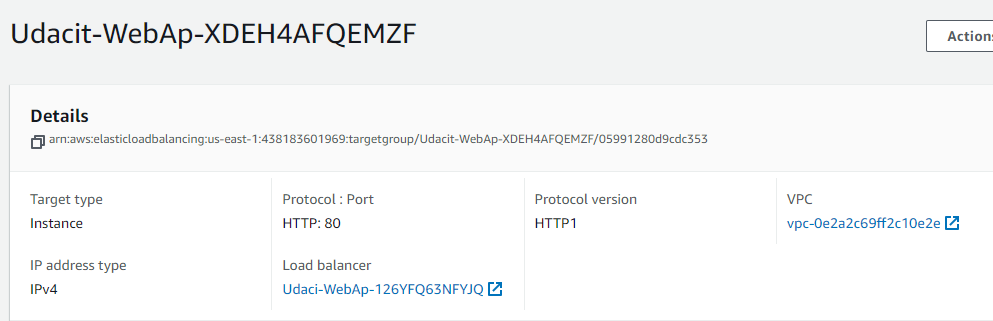 Udacit-WebAp-XDEH4AFQEMZF
Actions
Details
arn:aws:elasticloadbalancing:us-east-1:438183601969:targetgroup/Udacit-WebAp-XDEH4AFQEMZF/05991280d9cdc353
Target type
Instance
Protocol : Port
HTTP: 80
Protocol version
HTTP1
VPC
vpc-0e2a2c69ff2c10e2e
IP address type
IPv4
Load balancer
Udaci-WebAp-126YFQ63NFYJQ